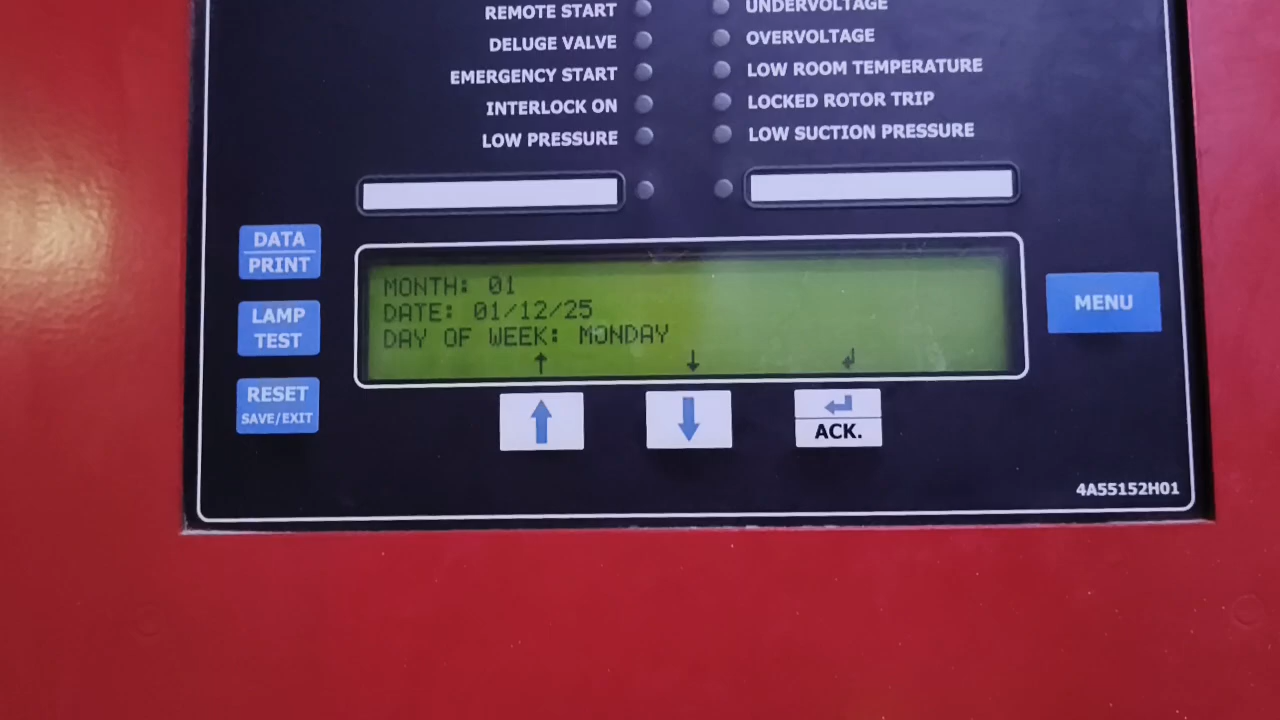 REMOTE START
DELUGE VALVE
EMERGENCY START
INTERLOCK ON
LOW PRESSURE
UNDERVOLTAGE
OVERVOLTAGE
LOW ROOM TEMPERATURE
LOCKED ROTOR TRIP
LOW SUCTION PRESSURE
DATA
PRINT
LAMP
TEST
RESET
SAVE/EXIT
MONTH: 01
DATE: 01/12/25
DAY OF WEEK: MONDAY
↑ ↓ ↲
MENU
ACK.
4A55152H01